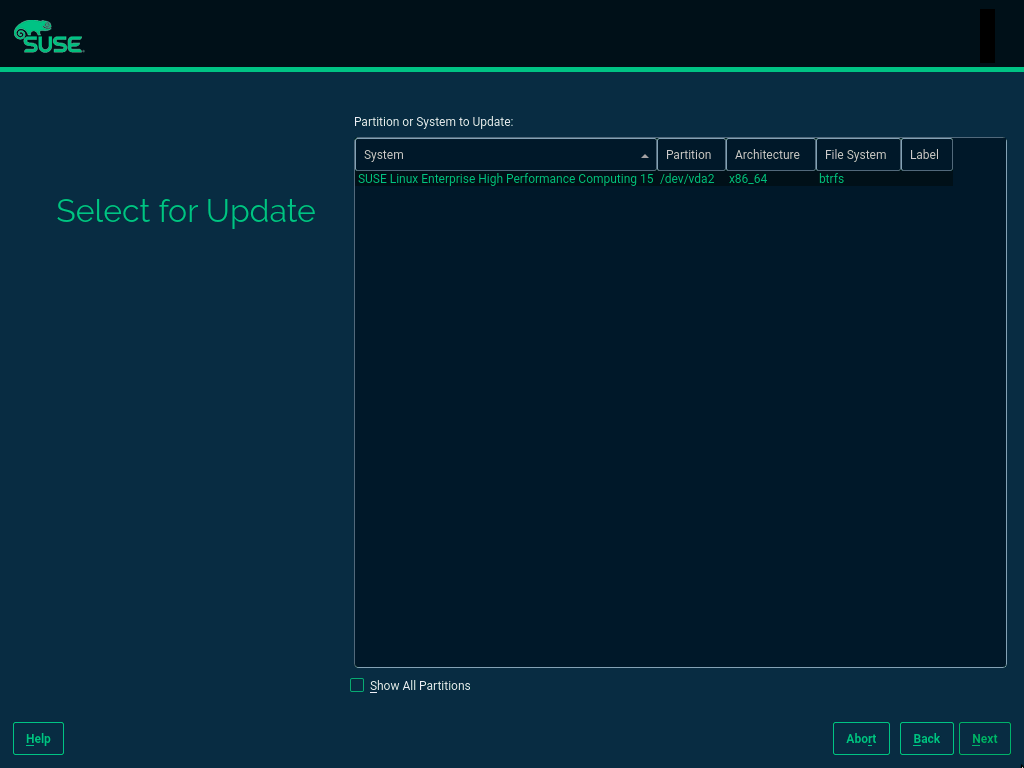 SUSE
Partition or System to Update:
System Partition Architecture File System Label
SUSE Linux Enterprise High Performance Computing 15 /dev/vda2 x86_64 btrfs
Select for Update
Show All Partitions
Help Abort Back Next